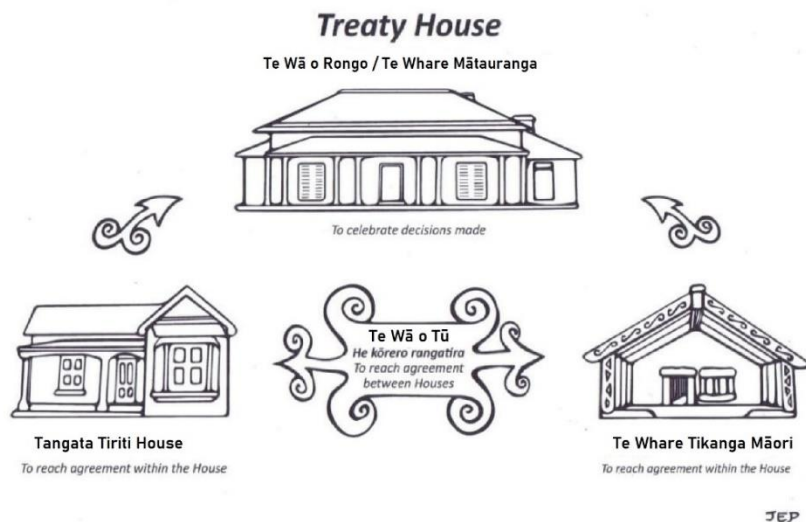 Treaty House
Te Wā o Rongo / Te Whare Mātauranga
To celebrate decisions made
Te Wā o Tū
He kōrero rangatira
To reach agreement
between Houses
Tangata Tiriti House
To reach agreement within the House
Te Whare Tikanga Māori
To reach agreement within the House
JEP